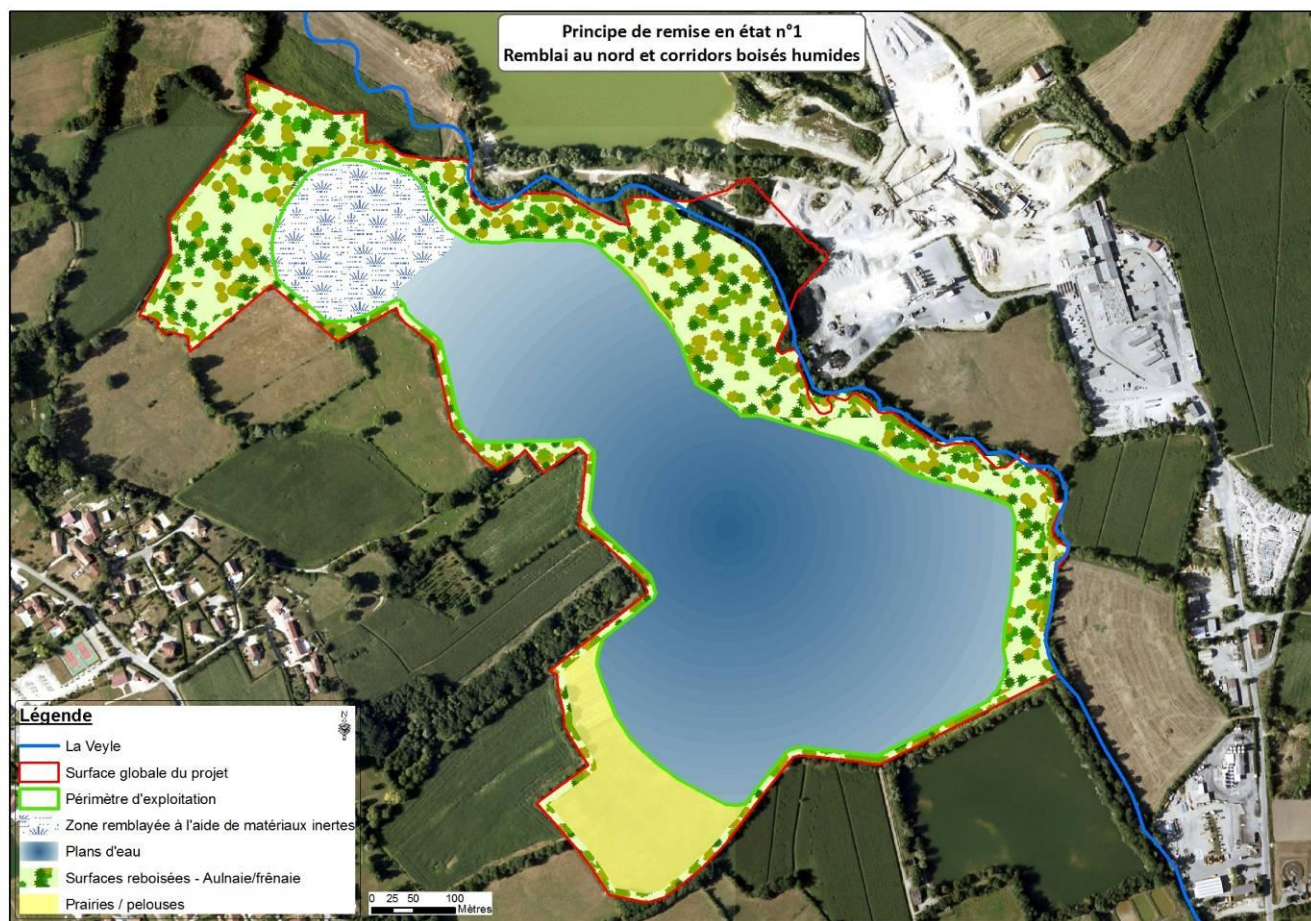 Principe de remise en état n°1
Remblai au nord et corridors boisés humides
Légende
N
La Veyle
Surface globale du projet
Périmètre d'exploitation
Zone remblayée à l'aide de matériaux inertes
Plans d'eau
Surfaces reboisées - Aulnaie/frênaie
Prairies / pelouses
0 25 50 100
Mètres